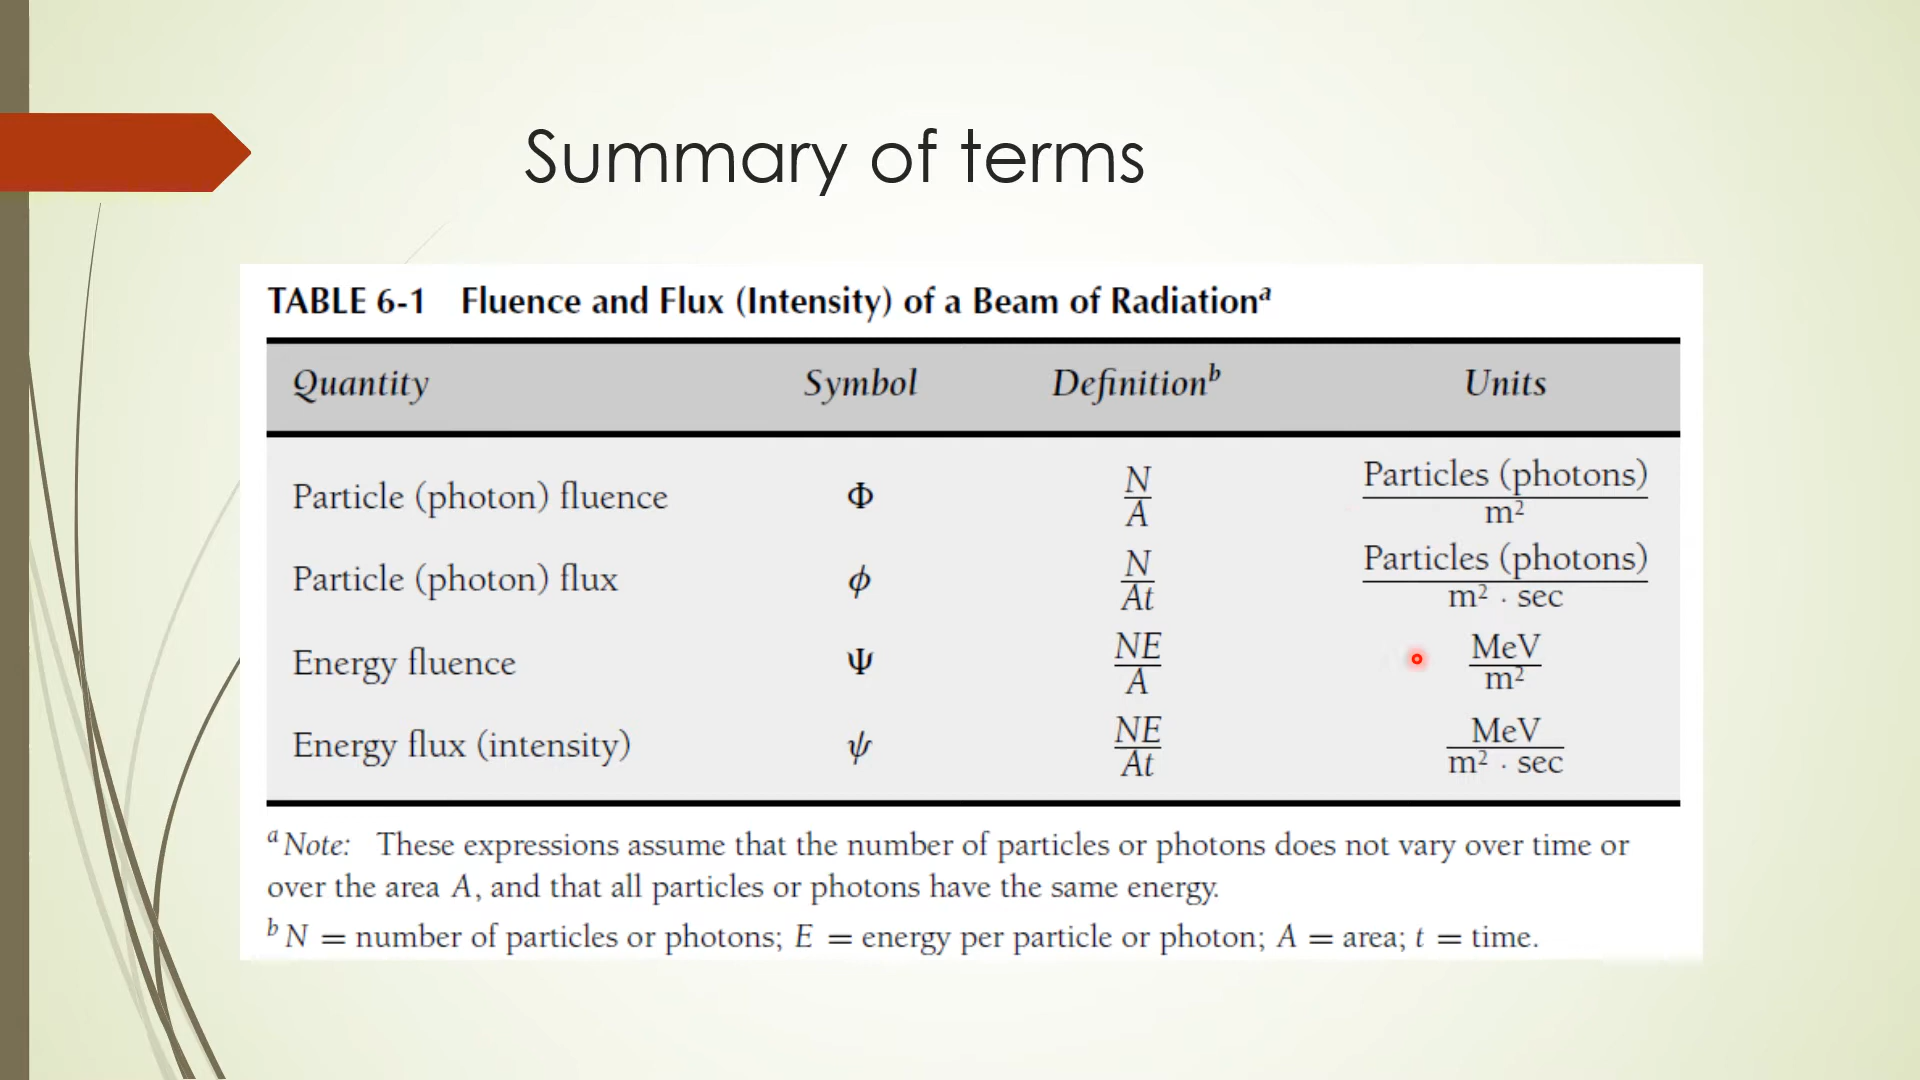 Summary of terms
TABLE 6-1 Fluence and Flux (Intensity) of a Beam of Radiationᵃ
Quantity Symbol Definitionᵇ Units
Particle (photon) fluence Φ N/A Particles (photons)/m²
Particle (photon) flux ϕ N/At Particles (photons)/m² · sec
Energy fluence Ψ NE/A MeV/m²
Energy flux (intensity) ψ NE/At MeV/m² · sec
ᵃ Note: These expressions assume that the number of particles or photons does not vary over time or
over the area A, and that all particles or photons have the same energy.
ᵇ N = number of particles or photons; E = energy per particle or photon; A = area; t = time.